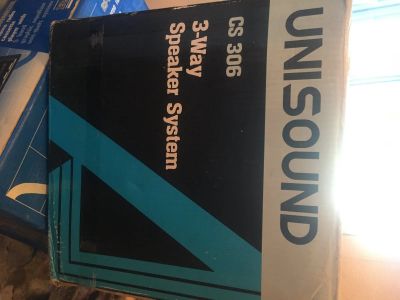 UNISOUND
CS 306
3-Way
Speaker System